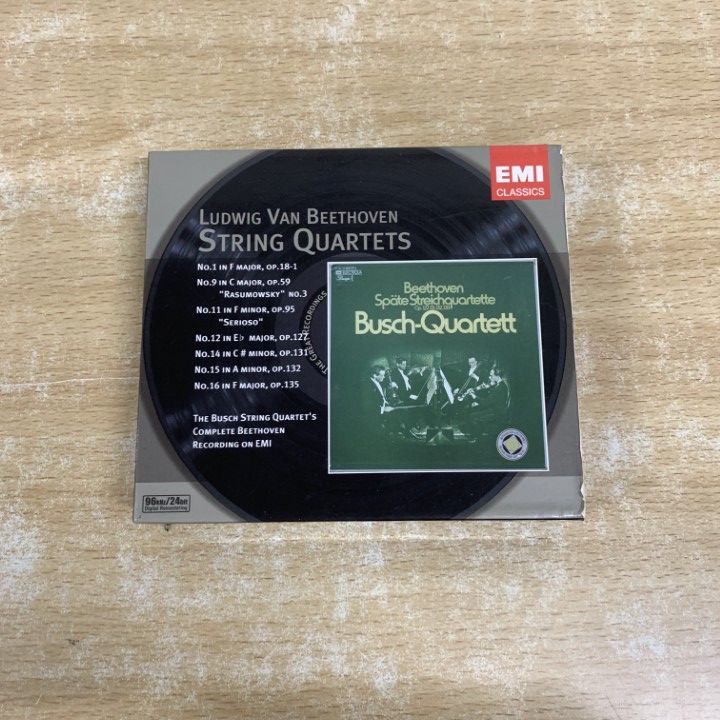 EMI
CLASSICS
LUDWIG VAN BEETHOVEN
STRING QUARTETS
NO.1 IN F MAJOR, OP.18-1
NO.9 IN C MAJOR, OP.59
"RASUMOWSKY" NO.3
NO.11 IN F MINOR, OP.95
"SERIOSO"
NO.12 IN E♭ MAJOR, OP.127
NO.14 IN C # MINOR, OP.131
NO.15 IN A MINOR, OP.132
NO.16 IN F MAJOR, OP.135
THE BUSCH STRING QUARTET'S
COMPLETE BEETHOVEN
RECORDING ON EMI
THE GREAT RECORDINGS
Beethoven
Späte Streichquartette
Busch-Quartett
96KHZ/24BIT
Digital Remastering